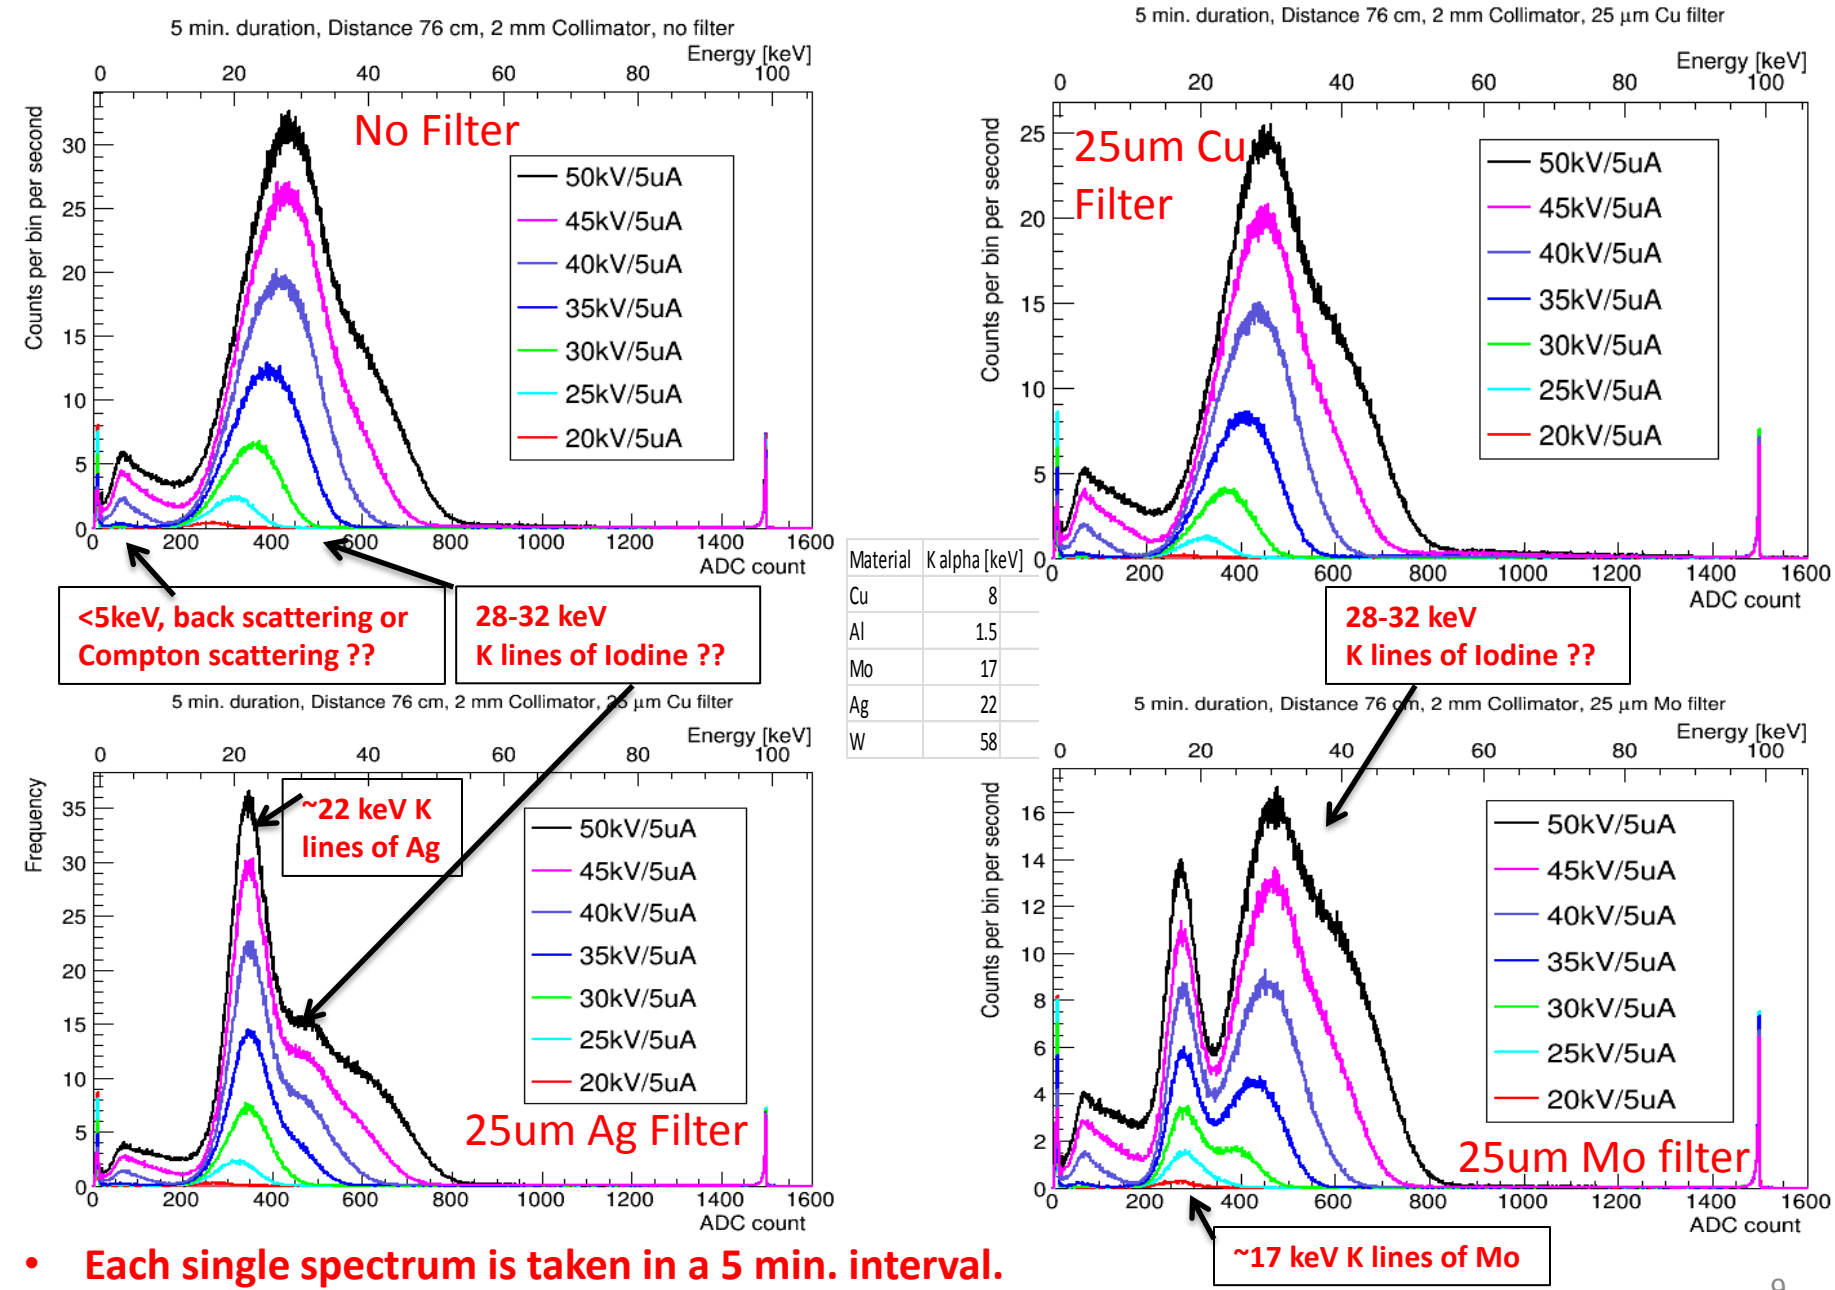 5 min. duration, Distance 76 cm, 2 mm Collimator, no filter
Energy [keV]
0 20 40 60 80 100
Counts per bin per second
30
25
20
15
10
5
0
No Filter
50kV/5uA
45kV/5uA
40kV/5uA
35kV/5uA
30kV/5uA
25kV/5uA
20kV/5uA
0 200 400 600 800 1000 1200 1400 1600
ADC count
5 min. duration, Distance 76 cm, 2 mm Collimator, 25 μm Cu filter
Energy [keV]
0 20 40 60 80 100
Counts per bin per second
25
20
15
10
5
0
25um Cu
Filter
50kV/5uA
45kV/5uA
40kV/5uA
35kV/5uA
30kV/5uA
25kV/5uA
20kV/5uA
0 200 400 600 800 1000 1200 1400 1600
ADC count
<5keV, back scattering or
Compton scattering ??
28-32 keV
K lines of Iodine ??
Material K alpha [keV]
Cu 8
Al 1.5
Mo 17
Ag 22
W 58
28-32 keV
K lines of Iodine ??
5 min. duration, Distance 76 cm, 2 mm Collimator, 25 μm Cu filter
Energy [keV]
0 20 40 60 80 100
Frequency
35
30
25
20
15
10
5
0
~22 keV K
lines of Ag
50kV/5uA
45kV/5uA
40kV/5uA
35kV/5uA
30kV/5uA
25kV/5uA
20kV/5uA
25um Ag Filter
0 200 400 600 800 1000 1200 1400 1600
ADC count
5 min. duration, Distance 76 cm, 2 mm Collimator, 25 μm Mo filter
Energy [keV]
0 20 40 60 80 100
Counts per bin per second
16
14
12
10
8
6
4
2
0
50kV/5uA
45kV/5uA
40kV/5uA
35kV/5uA
30kV/5uA
25kV/5uA
20kV/5uA
25um Mo filter
0 200 400 600 800 1000 1200 1400 1600
ADC count
~17 keV K lines of Mo
• Each single spectrum is taken in a 5 min. interval.
9